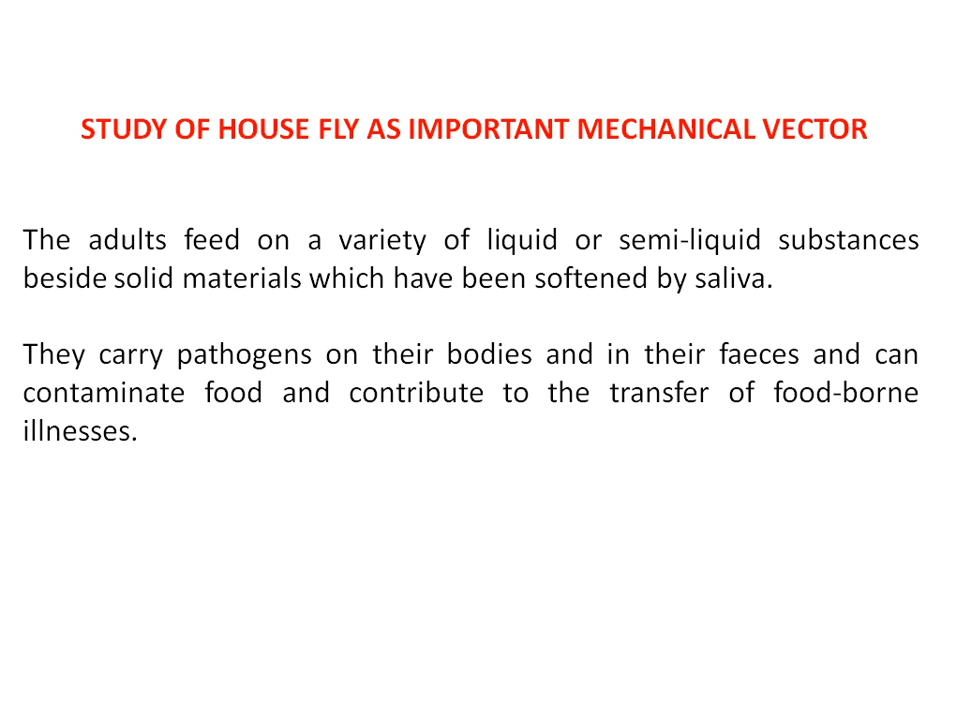 STUDY OF HOUSE FLY AS IMPORTANT MECHANICAL VECTOR
The adults feed on a variety of liquid or semi-liquid substances
beside solid materials which have been softened by saliva.
They carry pathogens on their bodies and in their faeces and can
contaminate food and contribute to the transfer of food-borne
illnesses.